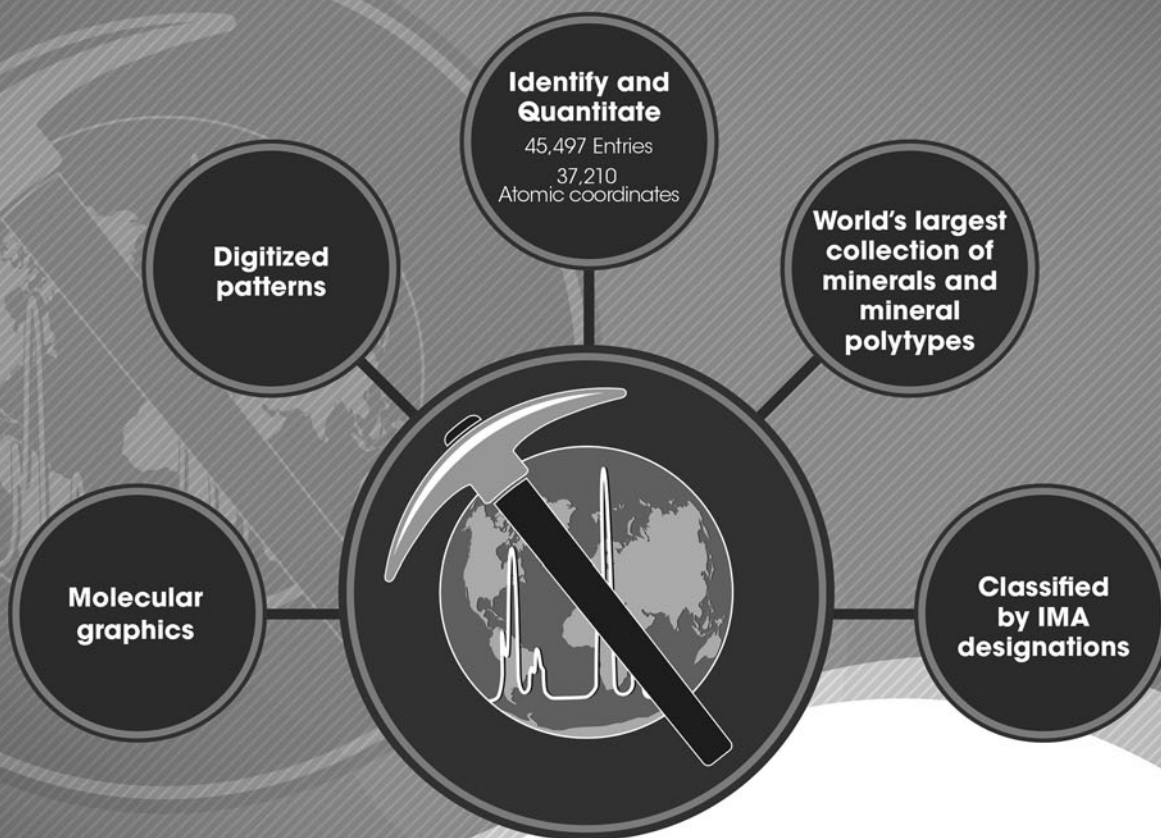 Identify and
Quantitate
45,497 Entries
37,210
Atomic coordinates
Digitized
patterns
World's largest
collection of
minerals and
mineral
polytypes
Molecular
graphics
Classified
by IMA
designations